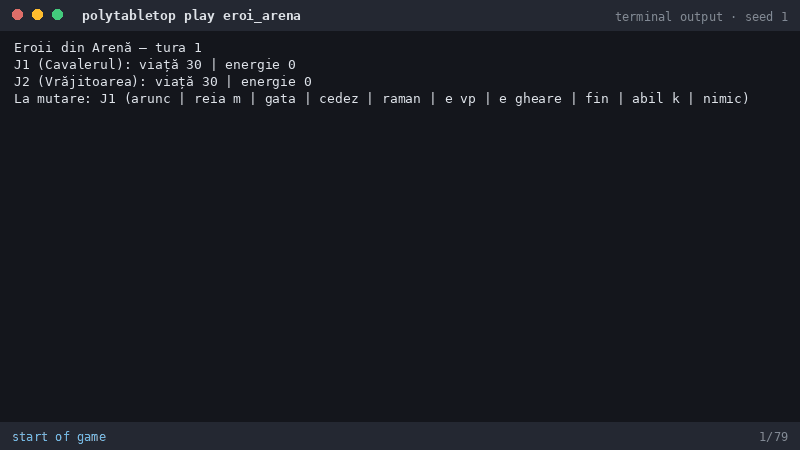 polytabletop play eroi_arena
terminal output · seed 1
Eroii din Arenă — tura 1
J1 (Cavalerul): viață 30 | energie 0
J2 (Vrăjitoarea): viață 30 | energie 0
La mutare: J1 (arunc | reia m | gata | cedez | raman | e vp | e gheare | fin | abil k | nimic)
start of game
1/79